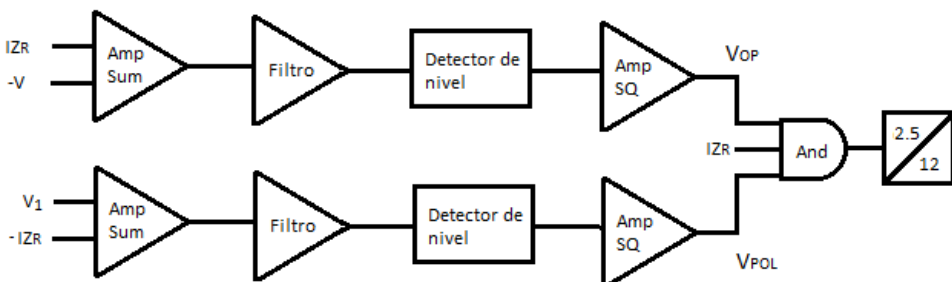 IZR
-V
Amp
Sum
Filtro
Detector de
nivel
Amp
SQ
VOP
V1
-IZR
Amp
Sum
Filtro
Detector de
nivel
Amp
SQ
VPOL
IZR
And
2.5
12